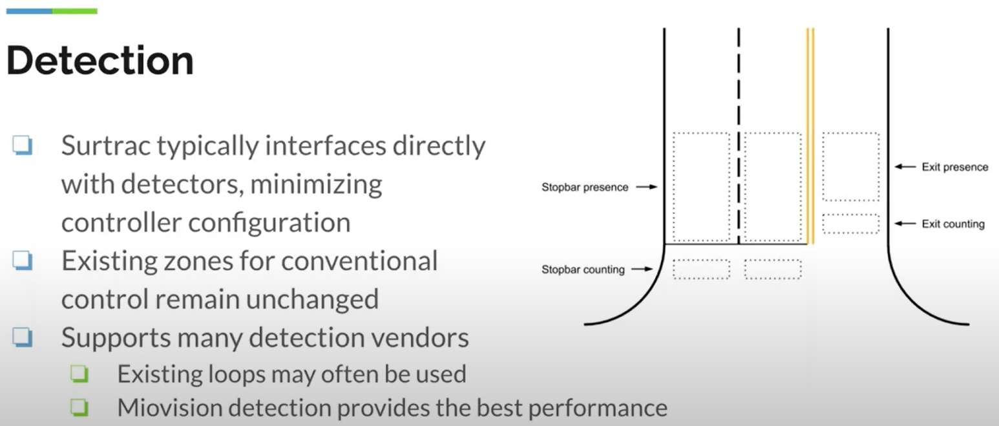 Detection
Surtrac typically interfaces directly
with detectors, minimizing
controller configuration
Existing zones for conventional
control remain unchanged
Supports many detection vendors
Existing loops may often be used
Miovision detection provides the best performance
Stopbar presence
Stopbar counting
Exit presence
Exit counting